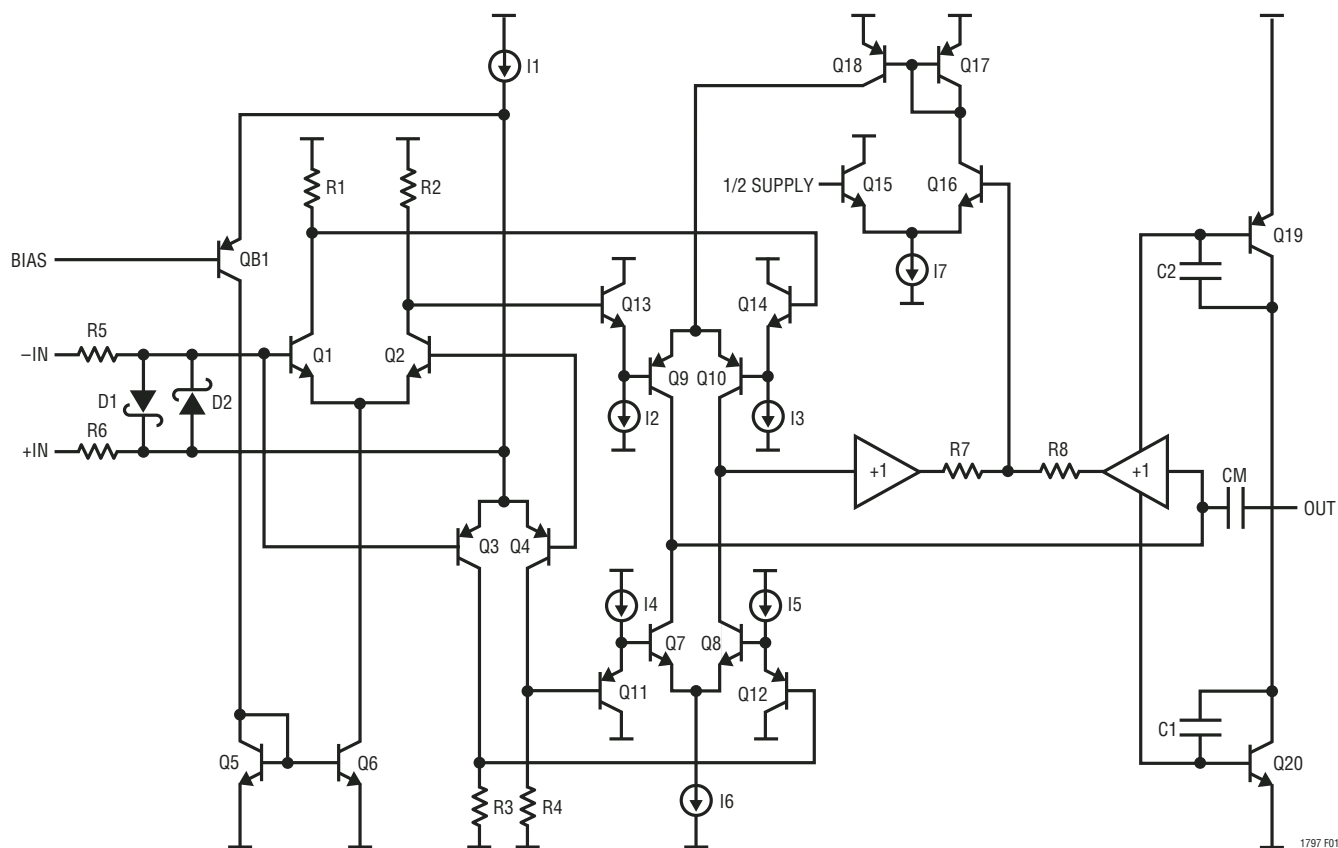 I1
Q18
Q17
R1
R2
1/2 SUPPLY
Q15
Q16
BIAS
QB1
Q19
C2
I7
Q13
Q14
R5
–IN
Q1
Q2
Q9
Q10
D1
D2
I2
I3
R6
+IN
+1
R7
R8
+1
CM
OUT
Q3
Q4
I4
I5
Q7
Q8
Q11
Q12
C1
Q5
Q6
Q20
R3
R4
I6
1797 F01